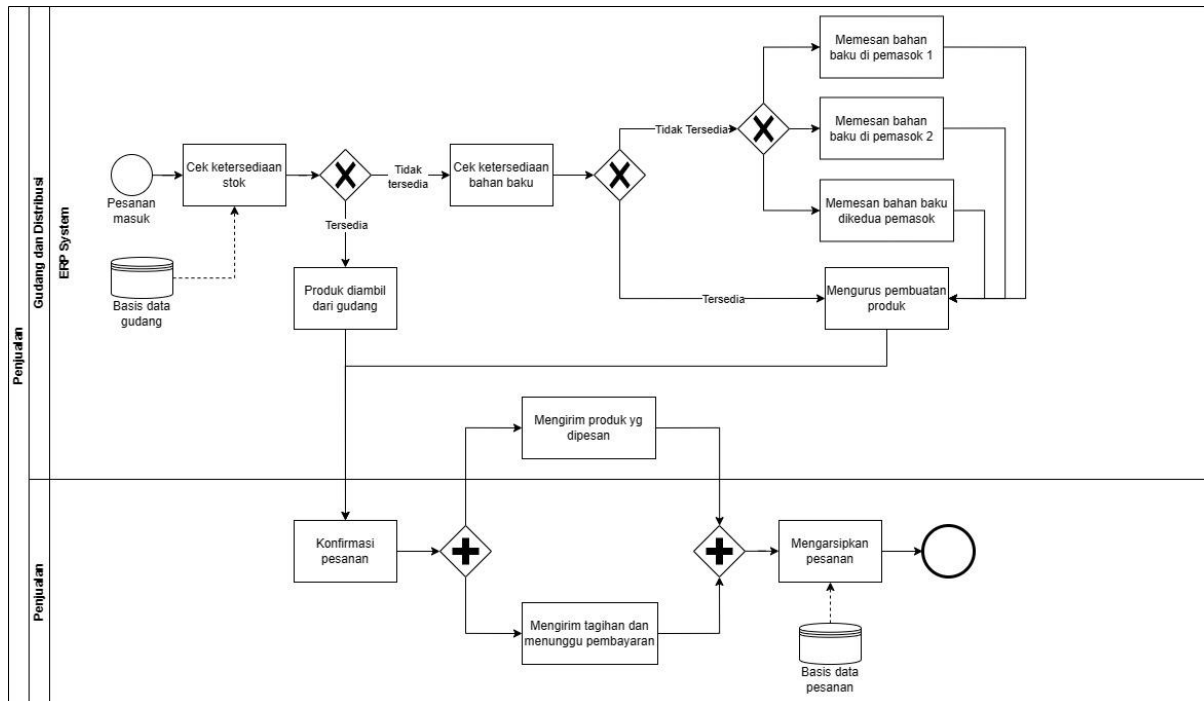 Penjualan
Gudang dan Distribusi
ERP System
Pesanan
masuk
Cek ketersediaan
stok
Basis data
gudang
Tidak
tersedia
Tersedia
Produk diambil
dari gudang
Cek ketersediaan
bahan baku
Tidak Tersedia
Tersedia
Memesan bahan
baku di pemasok 1
Memesan bahan
baku di pemasok 2
Memesan bahan baku
dikedua pemasok
Mengurus pembuatan
produk
Mengirim produk yg
dipesan
Penjualan
Konfirmasi
pesanan
Mengirim tagihan dan
menunggu pembayaran
Mengarsipkan
pesanan
Basis data
pesanan